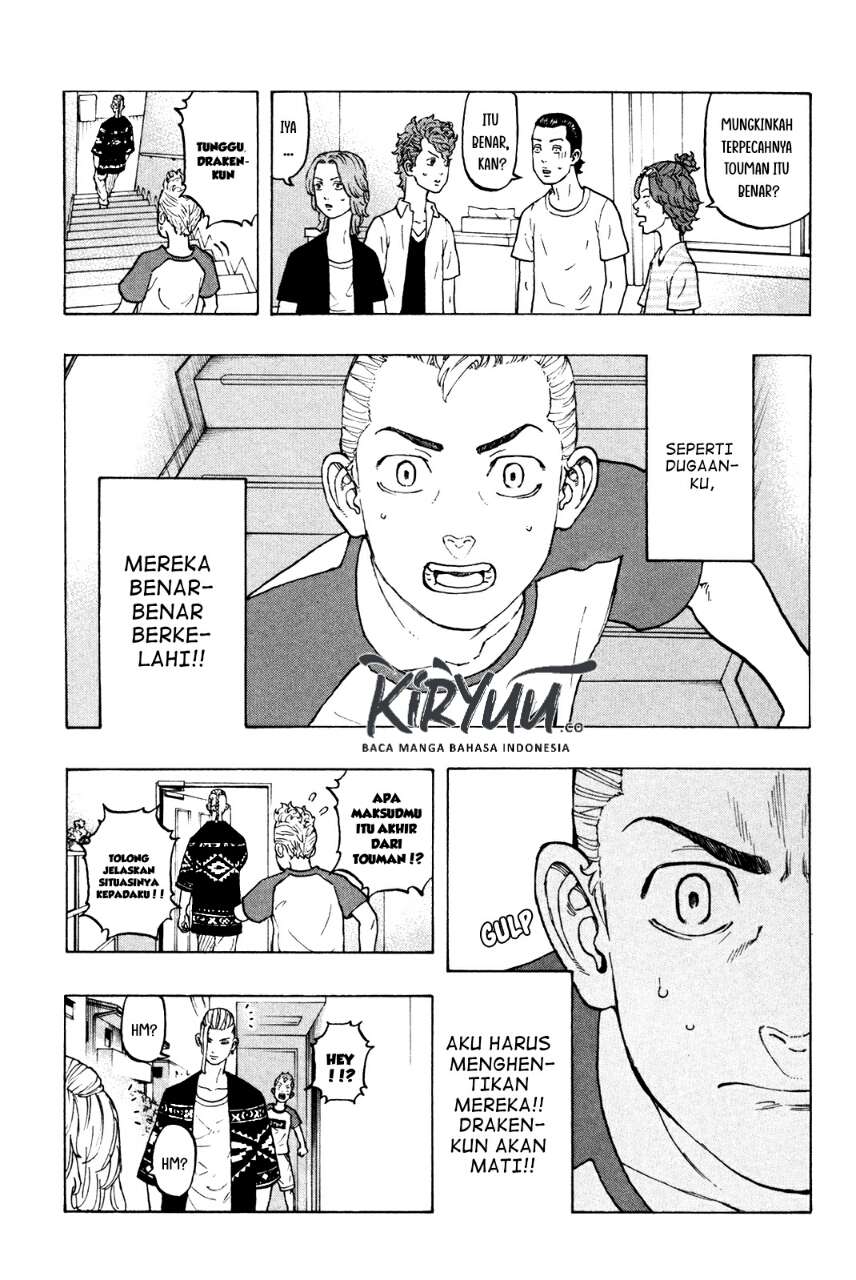 MUNGKINKAH
TERPECAHNYA
TOUMAN ITU
BENAR?
ITU
BENAR,
KAN?
IYA
...
TUNGGU,
DRAKEN-
KUN
SEPERTI
DUGAAN-
KU,
MEREKA
BENAR-
BENAR
BERKE-
LAHI!!
KIRYUU.CO
BACA MANGA BAHASA INDONESIA
GULP
AKU HARUS
MENGHEN-
TIKAN
MEREKA!!
DRAKEN-
KUN AKAN
MATI!!
APA
MAKSUDMU
ITU AKHIR
DARI
TOUMAN!?
TOLONG
JELASKAN
SITUASINYA
KEPADAKU!!
HEY
!!?
HM?
HM?